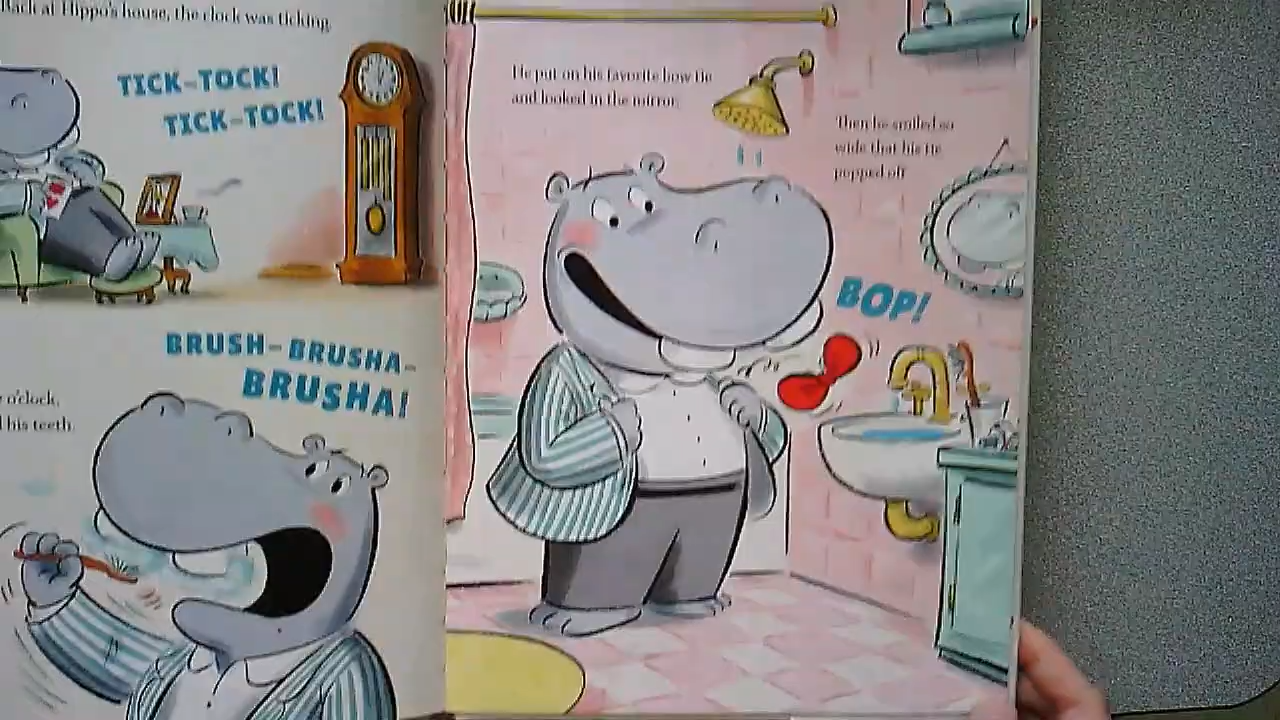 Back at Hippo's house, the clock was ticking.
TICK-TOCK!
TICK-TOCK!
BRUSH-BRUSHA-
BRUSHA!
o'clock,
his teeth.
He put on his favorite bow tie
and looked in the mirror.
Then he smiled so
wide that his tie
popped off
BOP!